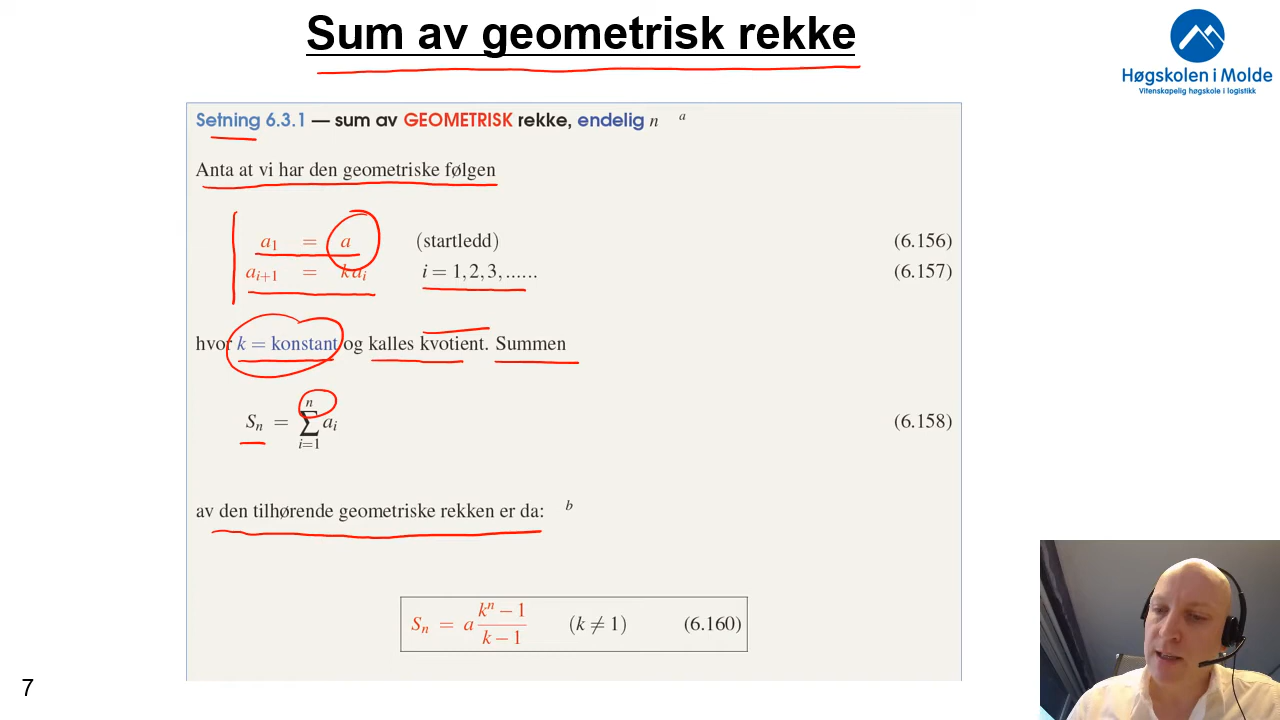 Sum av geometrisk rekke
Høgskolen i Molde
Vitenskapelig høgskole i logistikk
Setning 6.3.1 — sum av GEOMETRISK rekke, endelig n a
Anta at vi har den geometriske følgen
a₁ = a (startledd) (6.156)
aᵢ₊₁ = k aᵢ i = 1,2,3,...... (6.157)
hvor k = konstant og kalles kvotient. Summen
Sₙ = ∑ᵢ₌₁ⁿ aᵢ (6.158)
av den tilhørende geometriske rekken er da: b
Sₙ = a (kⁿ − 1)/(k − 1) (k ≠ 1) (6.160)
7